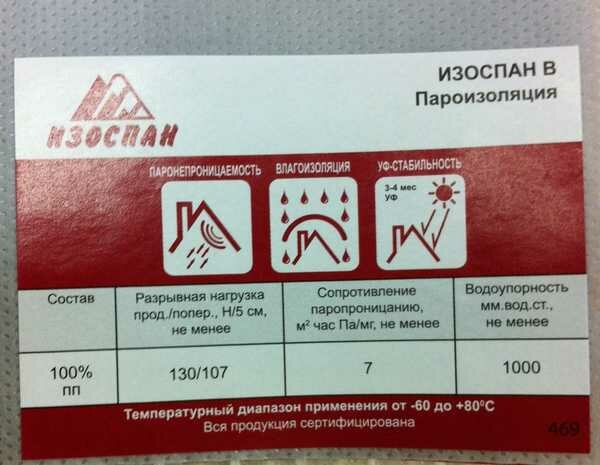 ИЗОСПАН
ИЗОСПАН В
Пароизоляция
ПАРОНЕПРОНИЦАЕМОСТЬ
ВЛАГОИЗОЛЯЦИЯ
УФ-СТАБИЛЬНОСТЬ
3-4 мес
УФ
Состав
Разрывная нагрузка
прод./попер., Н/5 см,
не менее
Сопротивление
паропроницанию,
м² час Па/мг, не менее
Водоупорность
мм.вод.ст.,
не менее
100%
пп
130/107
7
1000
Температурный диапазон применения от -60 до +80⁰С
Вся продукция сертифицирована
469